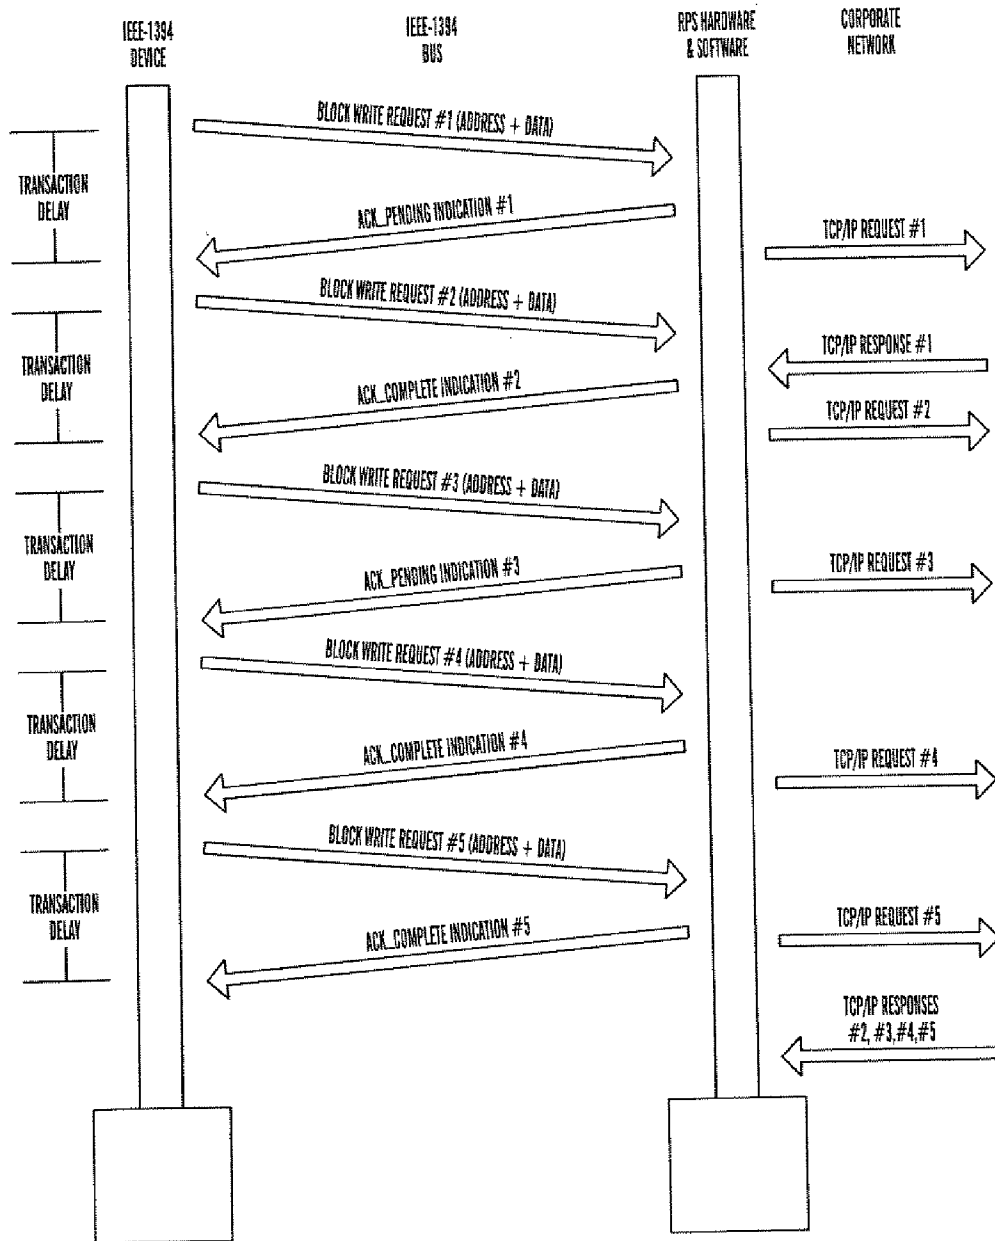 IEEE-1394
DEVICE
IEEE-1394
BUS
RPS HARDWARE
& SOFTWARE
CORPORATE
NETWORK
BLOCK WRITE REQUEST #1 (ADDRESS + DATA)
TRANSACTION
DELAY
ACK_PENDING INDICATION #1
TCP/IP REQUEST #1
BLOCK WRITE REQUEST #2 (ADDRESS + DATA)
TRANSACTION
DELAY
TCP/IP RESPONSE #1
ACK_COMPLETE INDICATION #2
TCP/IP REQUEST #2
BLOCK WRITE REQUEST #3 (ADDRESS + DATA)
TRANSACTION
DELAY
ACK_PENDING INDICATION #3
TCP/IP REQUEST #3
BLOCK WRITE REQUEST #4 (ADDRESS + DATA)
TRANSACTION
DELAY
ACK_COMPLETE INDICATION #4
TCP/IP REQUEST #4
BLOCK WRITE REQUEST #5 (ADDRESS + DATA)
TRANSACTION
DELAY
ACK_COMPLETE INDICATION #5
TCP/IP REQUEST #5
TCP/IP RESPONSES
#2, #3,#4,#5